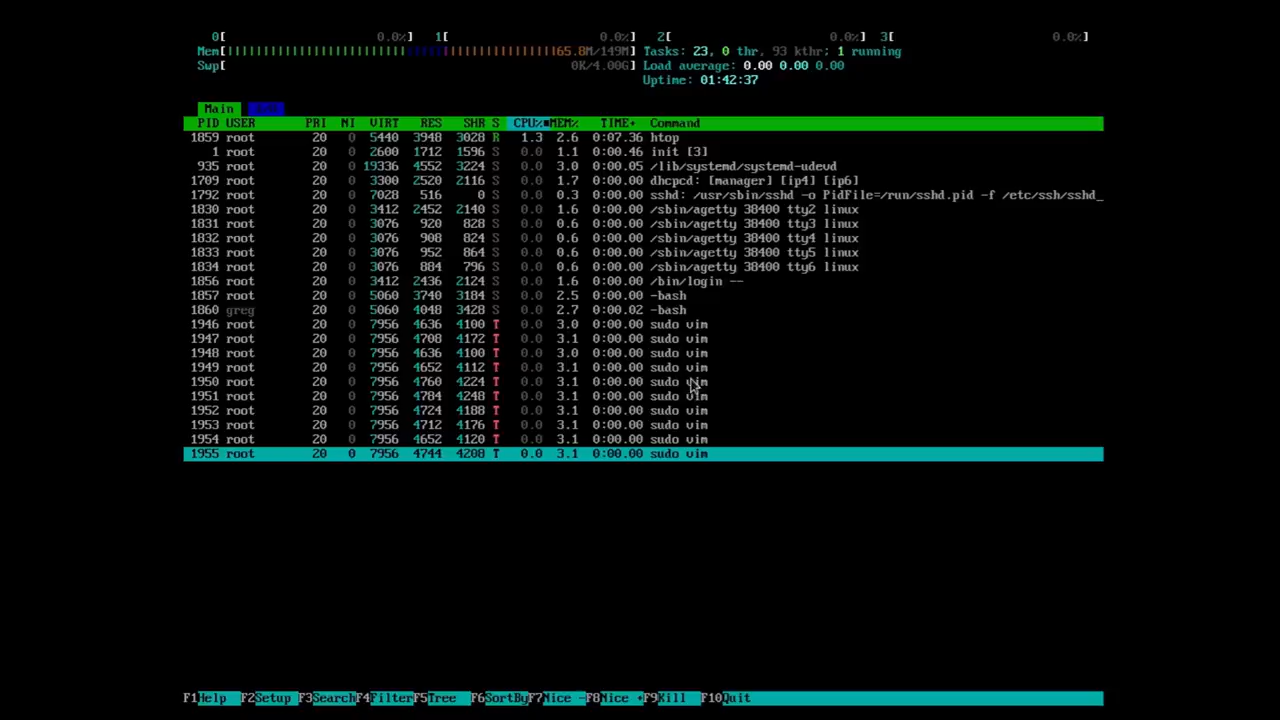 0[ 0.0%] 1[ 0.0%] 2[ 0.0%] 3[ 0.0%]
Mem[||||||||||||||||||||||||||||||||||||||||||||||65.8M/149M] Tasks: 23, 0 thr, 93 kthr; 1 running
Swp[ 0K/4.00G] Load average: 0.00 0.00 0.00
Uptime: 01:42:37
Main
PID USER PRI NI VIRT RES SHR S CPU% MEM% TIME+ Command
1859 root 20 0 5440 3948 3028 R 1.3 2.6 0:07.36 htop
1 root 20 0 2600 1712 1596 S 0.0 1.1 0:00.46 init [3]
935 root 20 0 19336 4552 3224 S 0.0 3.0 0:00.05 /lib/systemd/systemd-udevd
1709 root 20 0 3300 2520 2116 S 0.0 1.7 0:00.00 dhcpcd: [manager] [ip4] [ip6]
1792 root 20 0 7028 516 0 S 0.0 0.3 0:00.00 sshd: /usr/sbin/sshd -o PidFile=/run/sshd.pid -f /etc/ssh/sshd_
1830 root 20 0 3412 2452 2140 S 0.0 1.6 0:00.00 /sbin/agetty 38400 tty2 linux
1831 root 20 0 3076 920 828 S 0.0 0.6 0:00.00 /sbin/agetty 38400 tty3 linux
1832 root 20 0 3076 908 824 S 0.0 0.6 0:00.00 /sbin/agetty 38400 tty4 linux
1833 root 20 0 3076 952 864 S 0.0 0.6 0:00.00 /sbin/agetty 38400 tty5 linux
1834 root 20 0 3076 884 796 S 0.0 0.6 0:00.00 /sbin/agetty 38400 tty6 linux
1856 root 20 0 3412 2436 2124 S 0.0 1.6 0:00.00 /bin/login --
1857 root 20 0 5060 3740 3184 S 0.0 2.5 0:00.00 -bash
1860 greg 20 0 5060 4048 3428 S 0.0 2.7 0:00.02 -bash
1946 root 20 0 7956 4636 4100 T 0.0 3.0 0:00.00 sudo vim
1947 root 20 0 7956 4708 4172 T 0.0 3.1 0:00.00 sudo vim
1948 root 20 0 7956 4636 4100 T 0.0 3.0 0:00.00 sudo vim
1949 root 20 0 7956 4652 4112 T 0.0 3.1 0:00.00 sudo vim
1950 root 20 0 7956 4760 4224 T 0.0 3.1 0:00.00 sudo vim
1951 root 20 0 7956 4784 4248 T 0.0 3.1 0:00.00 sudo vim
1952 root 20 0 7956 4724 4188 T 0.0 3.1 0:00.00 sudo vim
1953 root 20 0 7956 4712 4176 T 0.0 3.1 0:00.00 sudo vim
1954 root 20 0 7956 4652 4120 T 0.0 3.1 0:00.00 sudo vim
1955 root 20 0 7956 4744 4208 T 0.0 3.1 0:00.00 sudo vim
F1Help F2Setup F3SearchF4FilterF5Tree F6SortByF7Nice -F8Nice +F9Kill F10Quit